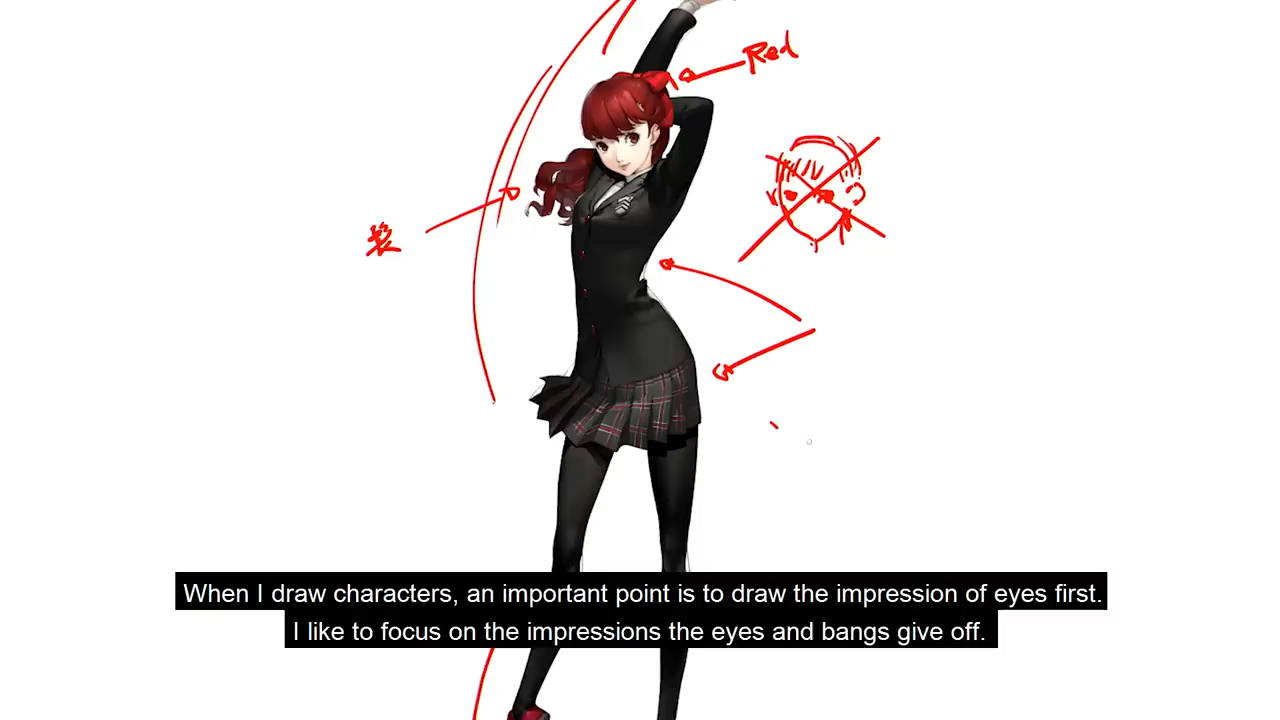 Red
髪
When I draw characters, an important point is to draw the impression of eyes first.
I like to focus on the impressions the eyes and bangs give off.